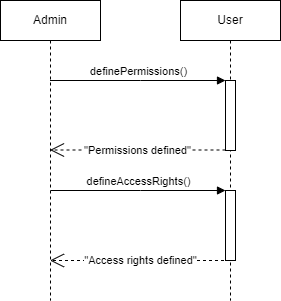 Admin
User
definePermissions()
"Permissions defined"
defineAccessRights()
"Access rights defined"